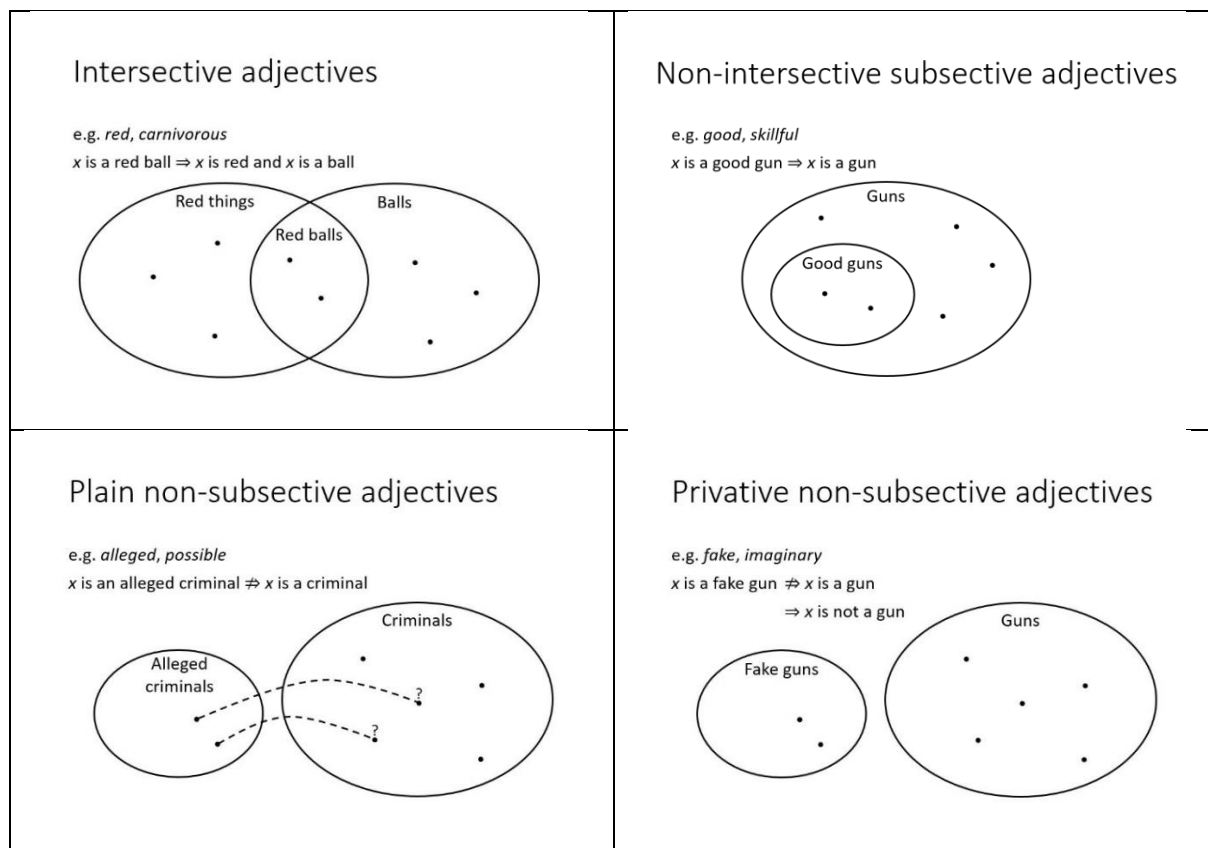 Intersective adjectives
e.g. red, carnivorous
x is a red ball ⇒ x is red and x is a ball
Red things
Balls
Red balls
Non-intersective subsective adjectives
e.g. good, skillful
x is a good gun ⇒ x is a gun
Guns
Good guns
Plain non-subsective adjectives
e.g. alleged, possible
x is an alleged criminal ⇏ x is a criminal
Criminals
Alleged
criminals
?
?
Privative non-subsective adjectives
e.g. fake, imaginary
x is a fake gun ⇏ x is a gun
⇒ x is not a gun
Guns
Fake guns